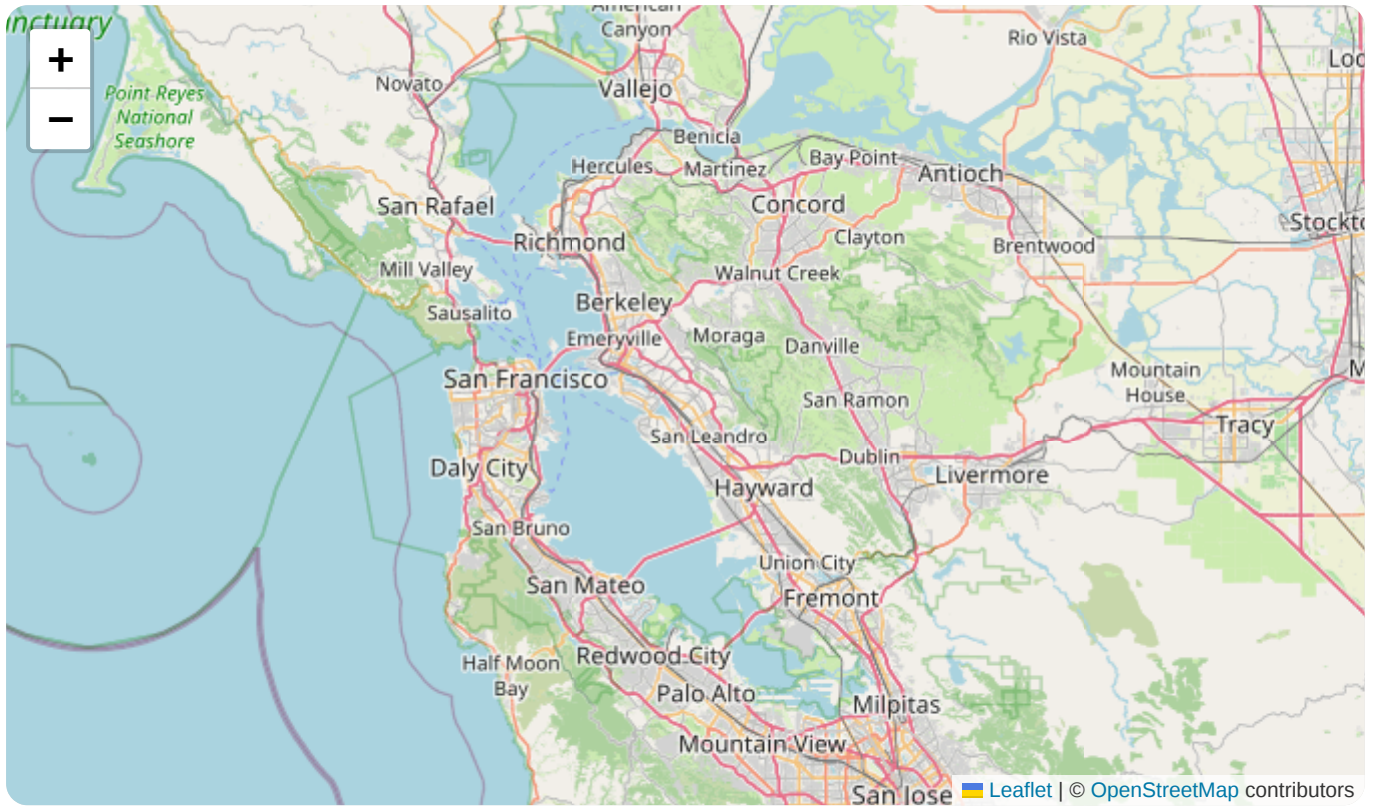 American
Canyon
nctuary
+
−
Rio Vista
Novato
Vallejo
Point Reyes
National
Seashore
Benicia
Hercules
Martinez
Bay Point
Antioch
San Rafael
Concord
Richmond
Clayton
Brentwood
Mill Valley
Walnut Creek
Sausalito
Berkeley
Emeryville
Moraga
Danville
San Francisco
Mountain
House
San Ramon
Tracy
San Leandro
Daly City
Dublin
Livermore
Hayward
San Bruno
Union City
San Mateo
Fremont
Half Moon
Bay
Redwood City
Palo Alto
Milpitas
Mountain View
San Jose
Leaflet | © OpenStreetMap contributors